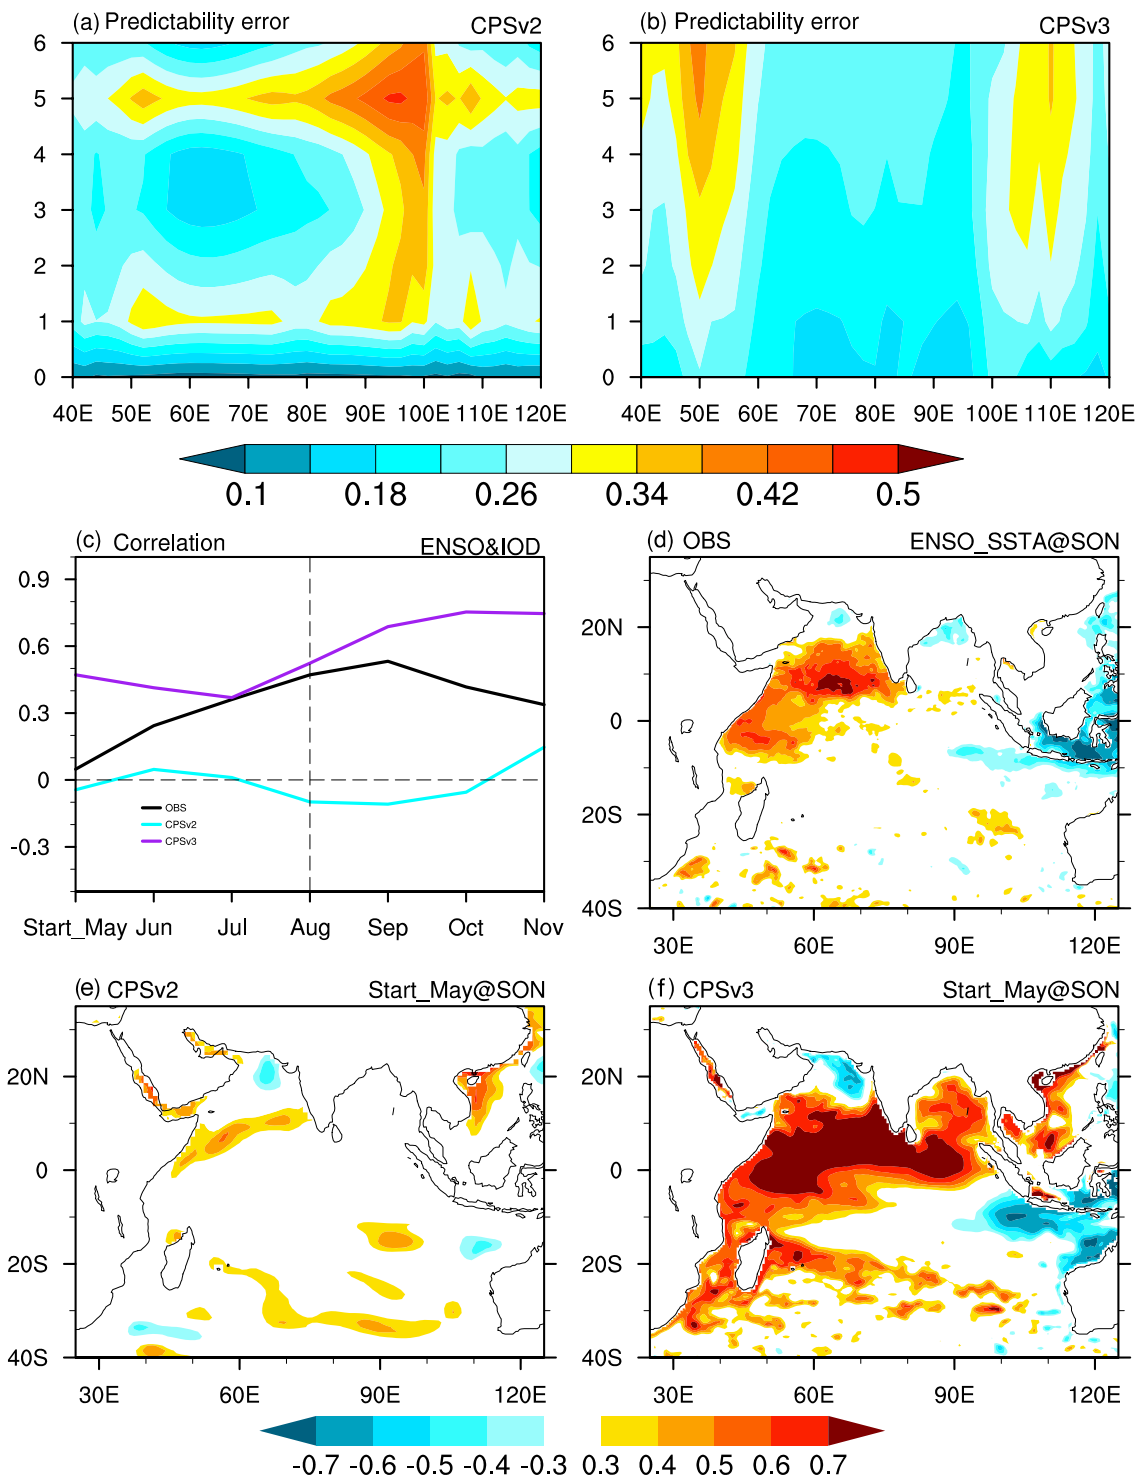 (a) Predictability error CPSv2
(b) Predictability error CPSv3
6
5
4
3
2
1
0
40E 50E 60E 70E 80E 90E 100E 110E 120E
6
5
4
3
2
1
0
40E 50E 60E 70E 80E 90E 100E 110E 120E
0.1 0.18 0.26 0.34 0.42 0.5
(c) Correlation ENSO&IOD
0.9
0.6
0.3
0
-0.3
OBS
CPSv2
CPSv3
Start_May Jun Jul Aug Sep Oct Nov
(d) OBS ENSO_SSTA@SON
20N
0
20S
40S
30E 60E 90E 120E
(e) CPSv2 Start_May@SON
20N
0
20S
40S
30E 60E 90E 120E
(f) CPSv3 Start_May@SON
20N
0
20S
40S
30E 60E 90E 120E
-0.7 -0.6 -0.5 -0.4 -0.3 0.3 0.4 0.5 0.6 0.7